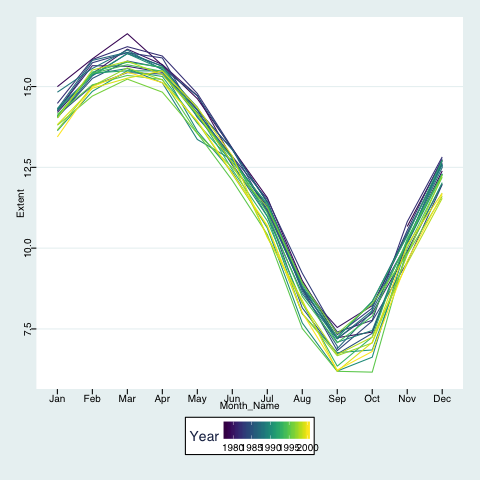 15.0
12.5
10.0
7.5
Extent
Jan Feb Mar Apr May Jun Jul Aug Sep Oct Nov Dec
Month_Name
Year
1980 1985 1990 1995 2000